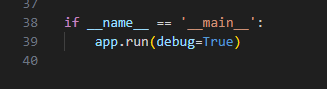 37
38 if __name__ == '__main__':
39     app.run(debug=True)
40